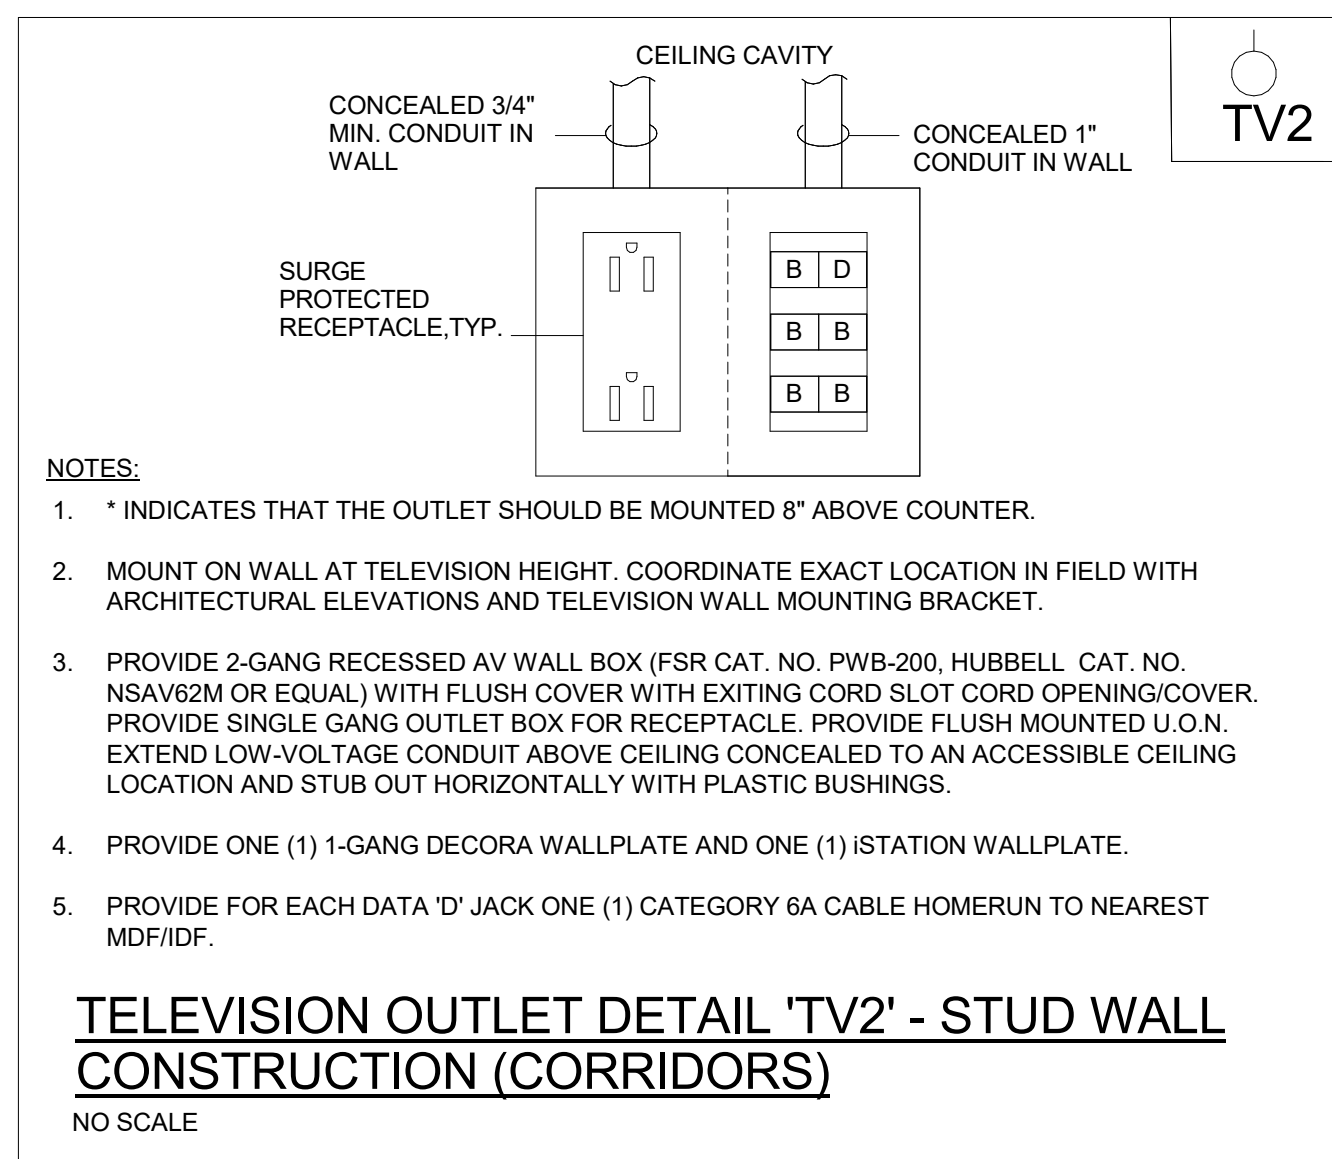 CEILING CAVITY
CONCEALED 3/4"
MIN. CONDUIT IN
WALL
CONCEALED 1"
CONDUIT IN WALL
TV2
SURGE
PROTECTED
RECEPTACLE,TYP.
B D
B B
B B
NOTES:
1. * INDICATES THAT THE OUTLET SHOULD BE MOUNTED 8" ABOVE COUNTER.
2. MOUNT ON WALL AT TELEVISION HEIGHT. COORDINATE EXACT LOCATION IN FIELD WITH
ARCHITECTURAL ELEVATIONS AND TELEVISION WALL MOUNTING BRACKET.
3. PROVIDE 2-GANG RECESSED AV WALL BOX (FSR CAT. NO. PWB-200, HUBBELL CAT. NO.
NSAV62M OR EQUAL) WITH FLUSH COVER WITH EXITING CORD SLOT CORD OPENING/COVER.
PROVIDE SINGLE GANG OUTLET BOX FOR RECEPTACLE. PROVIDE FLUSH MOUNTED U.O.N.
EXTEND LOW-VOLTAGE CONDUIT ABOVE CEILING CONCEALED TO AN ACCESSIBLE CEILING
LOCATION AND STUB OUT HORIZONTALLY WITH PLASTIC BUSHINGS.
4. PROVIDE ONE (1) 1-GANG DECORA WALLPLATE AND ONE (1) iSTATION WALLPLATE.
5. PROVIDE FOR EACH DATA 'D' JACK ONE (1) CATEGORY 6A CABLE HOMERUN TO NEAREST
MDF/IDF.
TELEVISION OUTLET DETAIL 'TV2' - STUD WALL
CONSTRUCTION (CORRIDORS)
NO SCALE